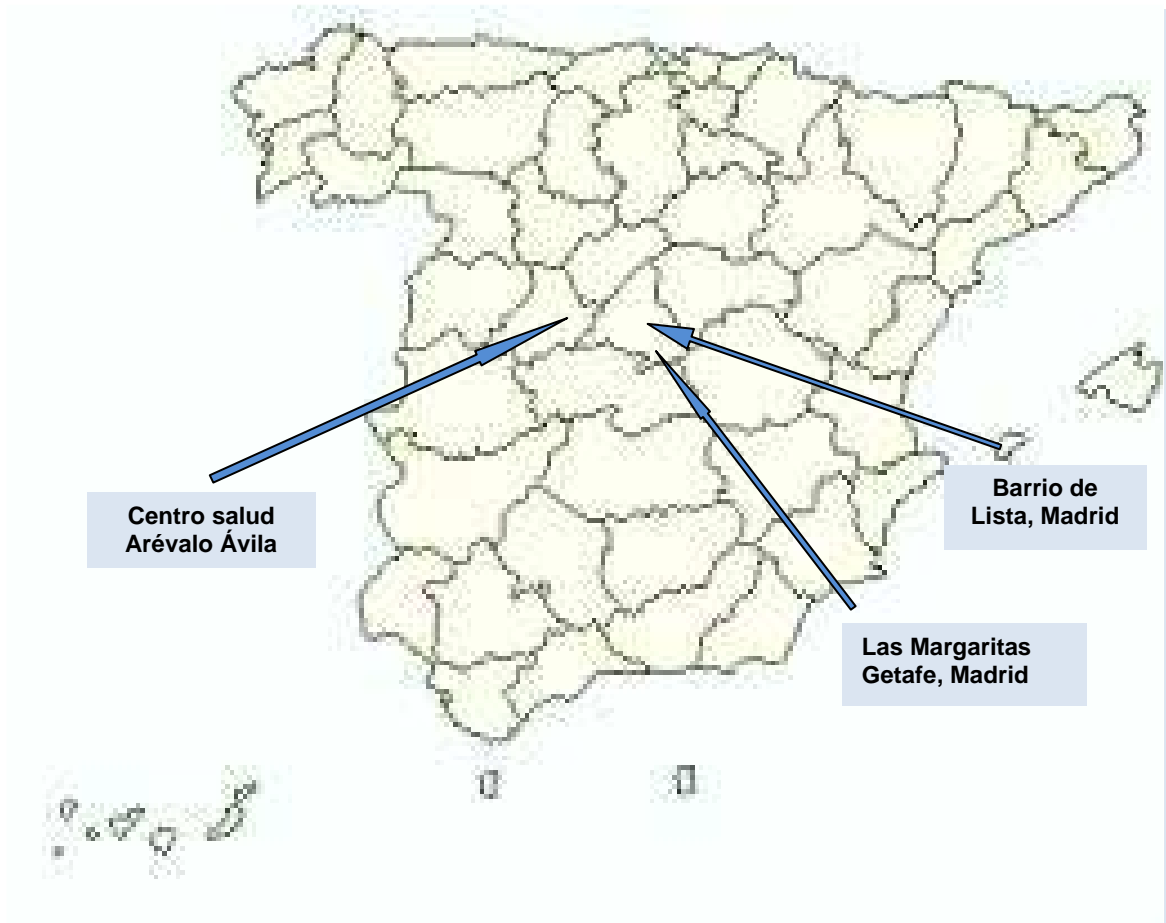 Centro salud
Arévalo Ávila
Barrio de
Lista, Madrid
Las Margaritas
Getafe, Madrid